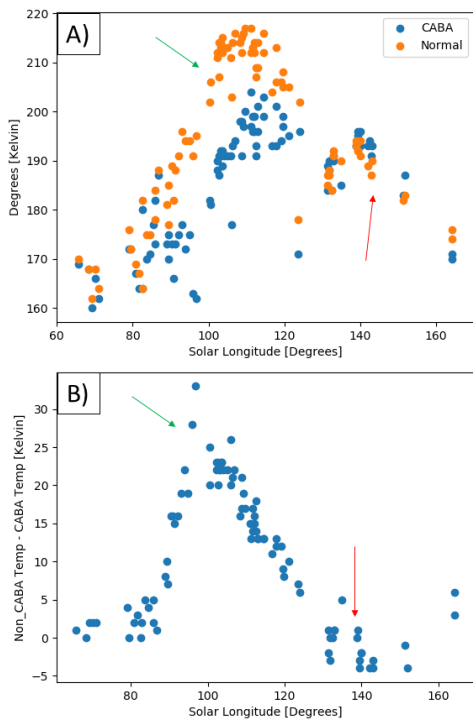 A)
CABA
Normal
220
210
200
190
180
170
160
Degrees [Kelvin]
60 80 100 120 140 160
Solar Longitude [Degrees]
B)
30
25
20
15
10
5
0
−5
Non_CABA Temp - CABA Temp [Kelvin]
80 100 120 140 160
Solar Longitude [Degrees]